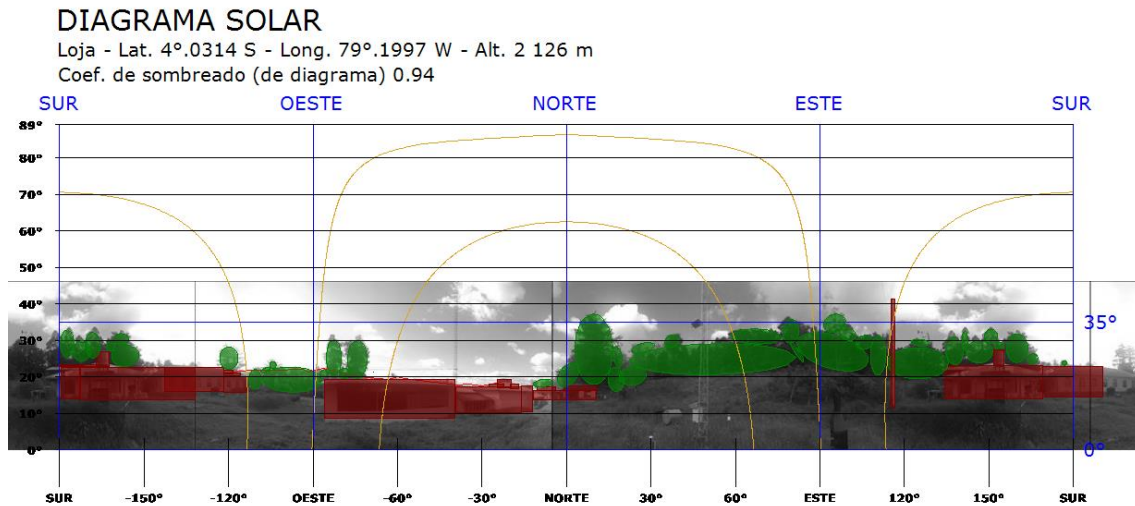 DIAGRAMA SOLAR
Loja - Lat. 4°.0314 S - Long. 79°.1997 W - Alt. 2 126 m
Coef. de sombreado (de diagrama) 0.94
SUR OESTE NORTE ESTE SUR
89°
80°
70°
60°
50°
40°
35°
30°
20°
10°
0° 0°
SUR -150° -120° OESTE -60° -30° NORTE 30° 60° ESTE 120° 150° SUR